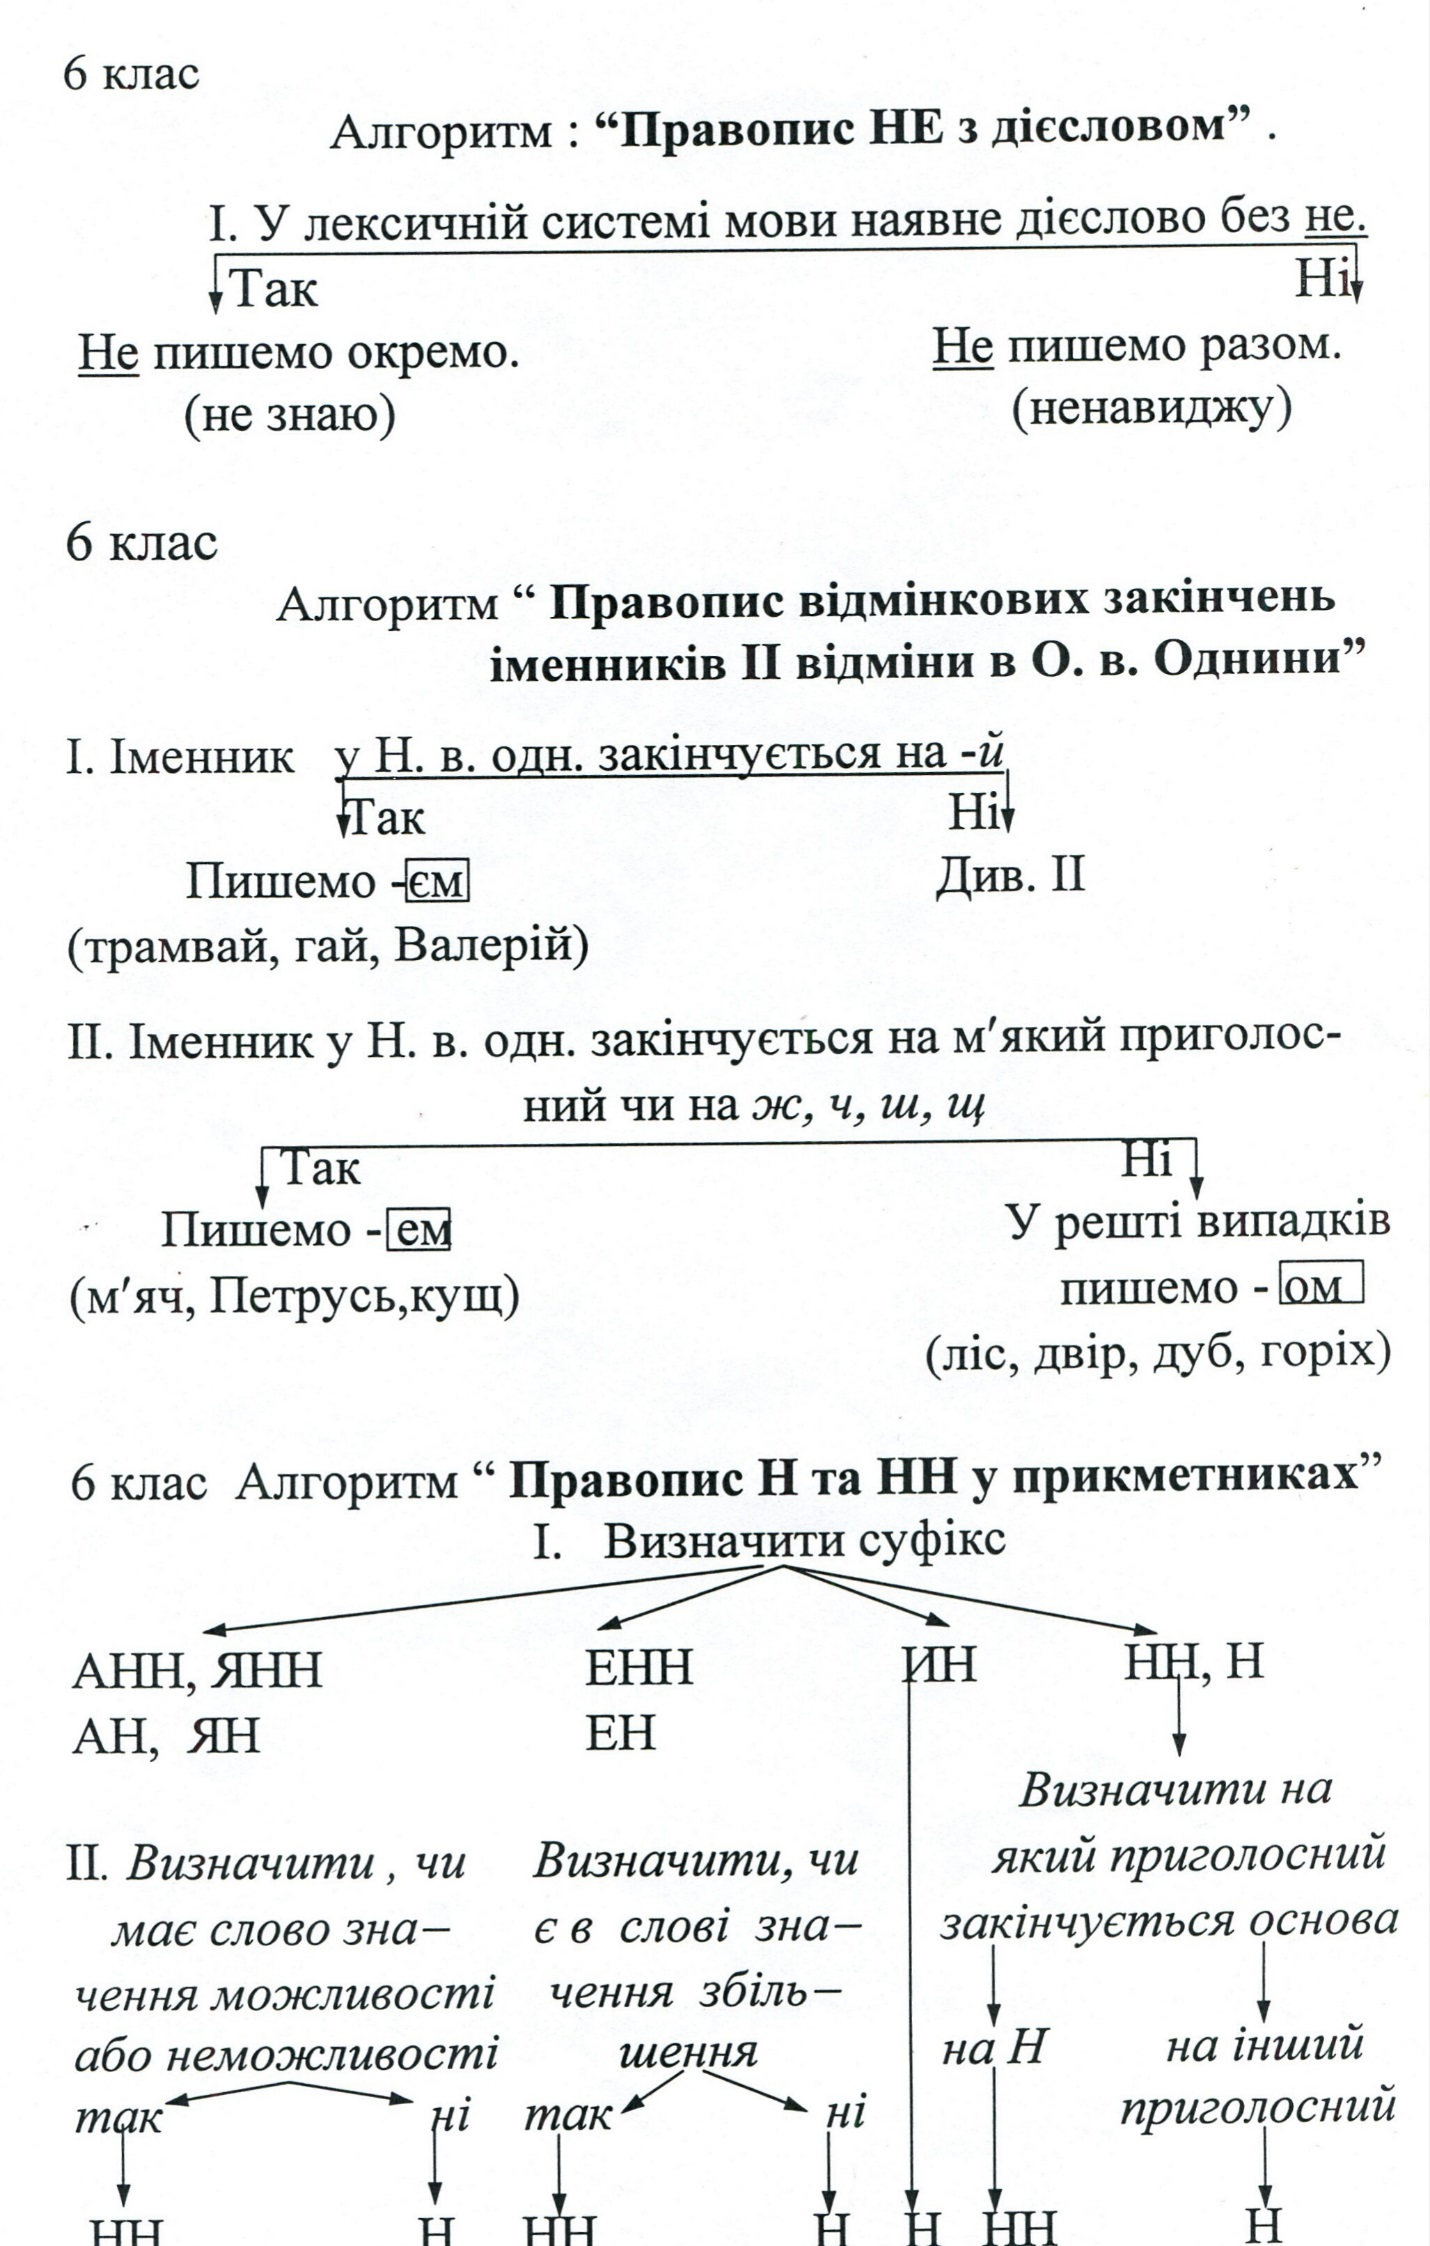 6 клас
Алгоритм : “Правопис НЕ з дієсловом” .
І. У лексичній системі мови наявне дієслово без не.
Так Ні
Не пишемо окремо. Не пишемо разом.
(не знаю) (ненавиджу)
6 клас
Алгоритм “ Правопис відмінкових закінчень
іменників ІІ відміни в О. в. Однини”
І. Іменник у Н. в. одн. закінчується на -й
Так Ні
Пишемо -єм Див. ІІ
(трамвай, гай, Валерій)
ІІ. Іменник у Н. в. одн. закінчується на м'який приголос-
ний чи на ж, ч, ш, щ
Так Ні
Пишемо -ем У решті випадків
пишемо - ом
(м'яч, Петрусь,кущ)
(ліс, двір, дуб, горіх)
6 клас Алгоритм “ Правопис Н та НН у прикметниках”
І. Визначити суфікс
АНН, ЯНН ЕНН ИН НН, Н
АН, ЯН ЕН
Визначити на
який приголосний
закінчується основа
ІІ. Визначити , чи Визначити, чи
має слово зна– є в слові зна–
чення можливості чення збіль–
або неможливості шення на Н на інший
приголосний
так ні так ні
НН Н НН Н Н НН Н